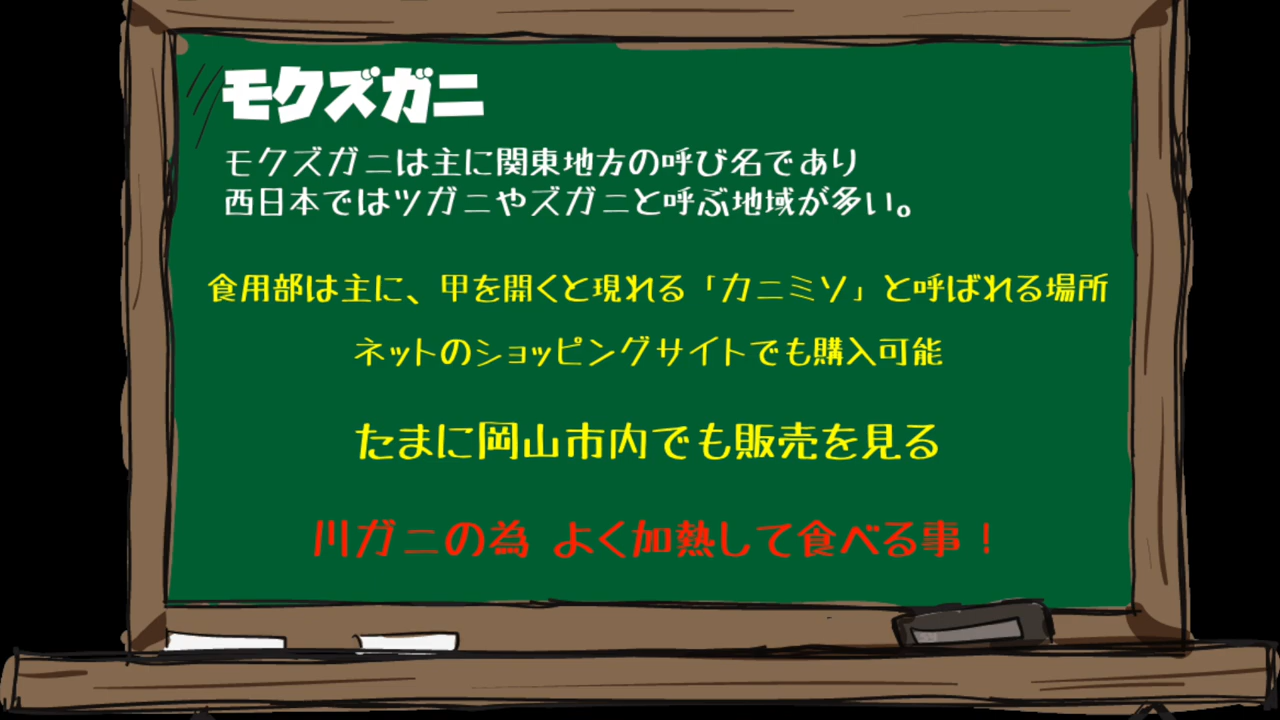 モクズガニ
モクズガニは主に関東地方の呼び名であり
西日本ではツガニやズガニと呼ぶ地域が多い。
食用部は主に、甲を開くと現れる「カニミソ」と呼ばれる場所
ネットのショッピングサイトでも購入可能
たまに岡山市内でも販売を見る
川ガニの為 よく加熱して食べる事！